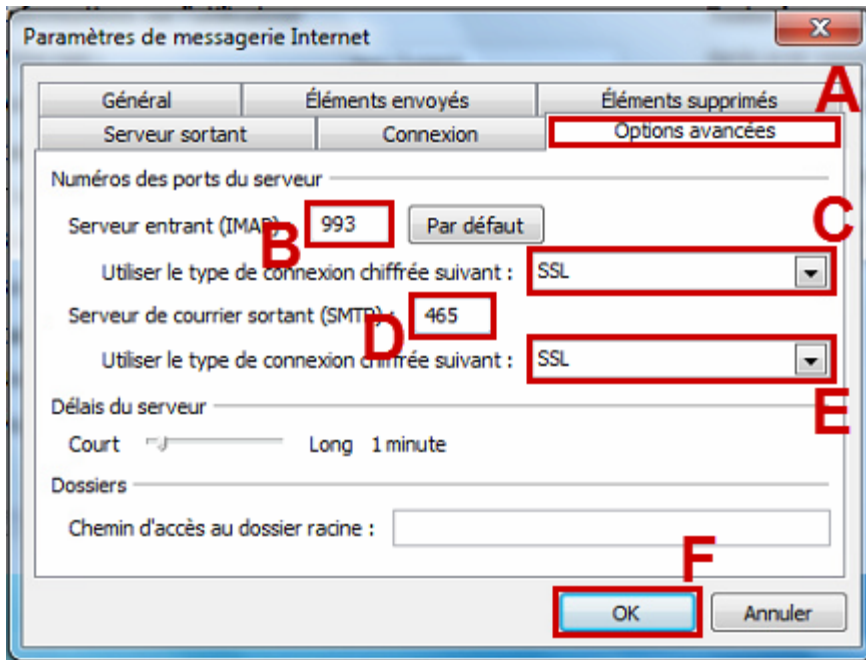 Paramètres de messagerie Internet
X
A
Général Éléments envoyés Éléments supprimés
Serveur sortant Connexion Options avancées
Numéros des ports du serveur
Serveur entrant (IMAP) : 993 Par défaut
B
C
Utiliser le type de connexion chiffrée suivant : SSL
Serveur de courrier sortant (SMTP) : 465
D
Utiliser le type de connexion chiffrée suivant : SSL
E
Délais du serveur
Court Long 1 minute
Dossiers
Chemin d'accès au dossier racine :
F
OK Annuler